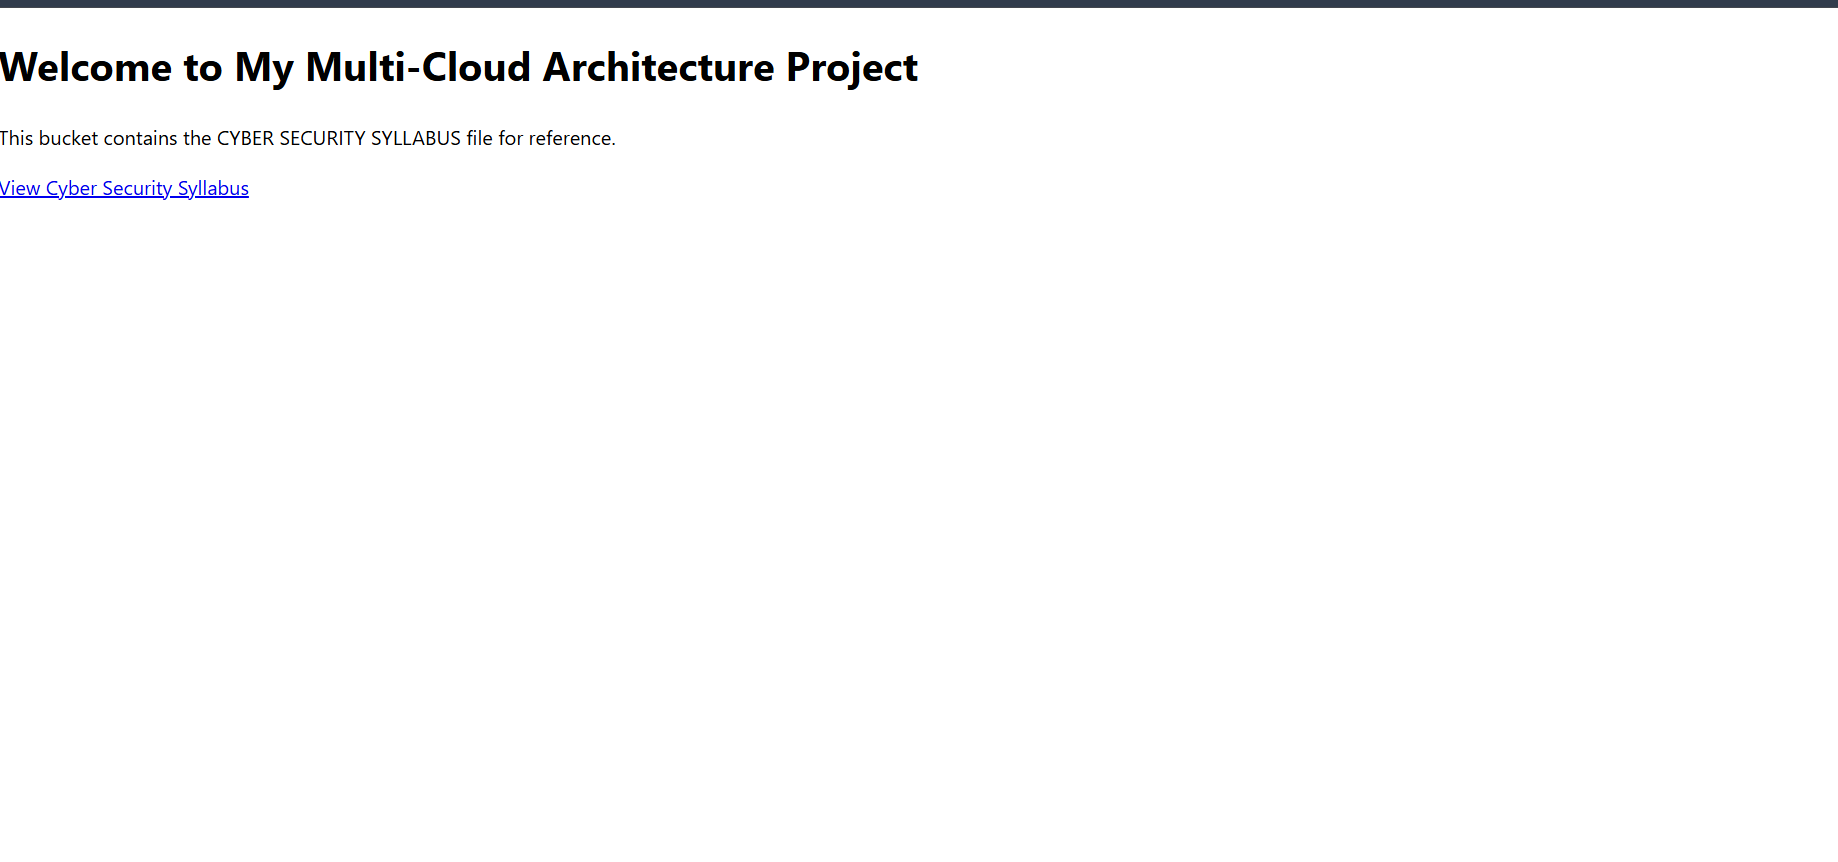 Welcome to My Multi-Cloud Architecture Project
This bucket contains the CYBER SECURITY SYLLABUS file for reference.
View Cyber Security Syllabus